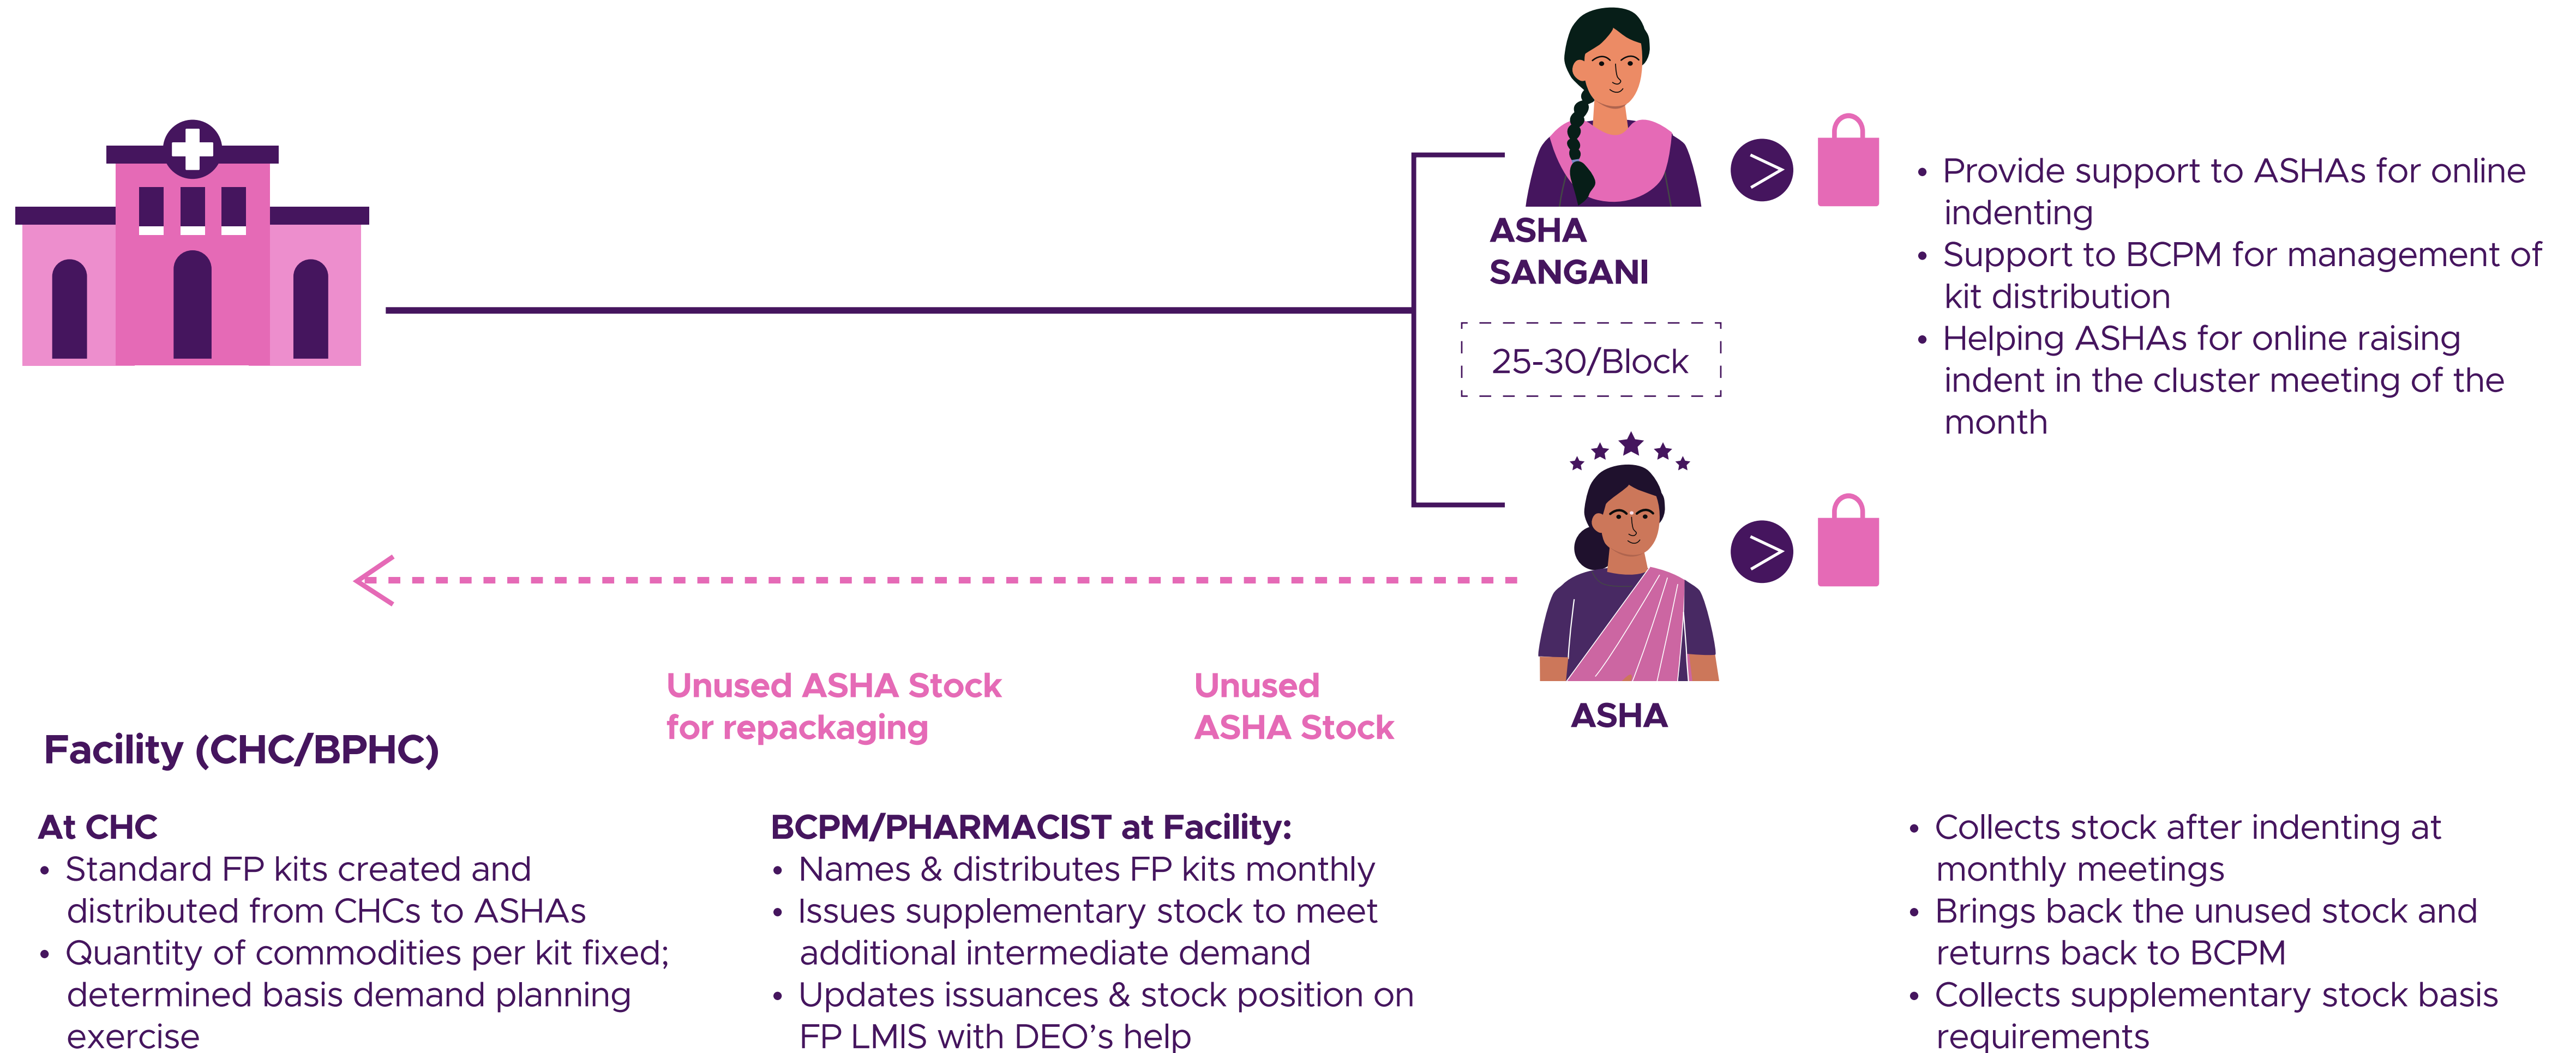 ASHA
SANGANI
25-30/Block
• Provide support to ASHAs for online
indenting
• Support to BCPM for management of
kit distribution
• Helping ASHAs for online raising
indent in the cluster meeting of the
month
ASHA
Unused ASHA Stock
for repackaging
Unused
ASHA Stock
Facility (CHC/BPHC)
At CHC
• Standard FP kits created and
distributed from CHCs to ASHAs
• Quantity of commodities per kit fixed;
determined basis demand planning
exercise
BCPM/PHARMACIST at Facility:
• Names & distributes FP kits monthly
• Issues supplementary stock to meet
additional intermediate demand
• Updates issuances & stock position on
FP LMIS with DEO’s help
• Collects stock after indenting at
monthly meetings
• Brings back the unused stock and
returns back to BCPM
• Collects supplementary stock basis
requirements